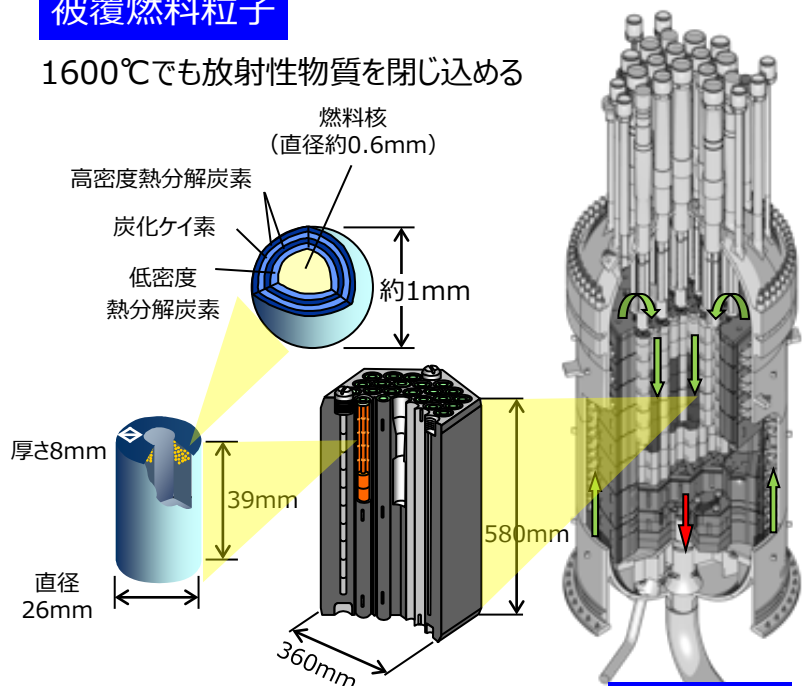 被覆燃料粒子
1600℃でも放射性物質を閉じ込める
燃料核
（直径約0.6mm）
高密度熱分解炭素
炭化ケイ素
低密度
熱分解炭素
約1mm
厚さ8mm
39mm
直径
26mm
580mm
360mm